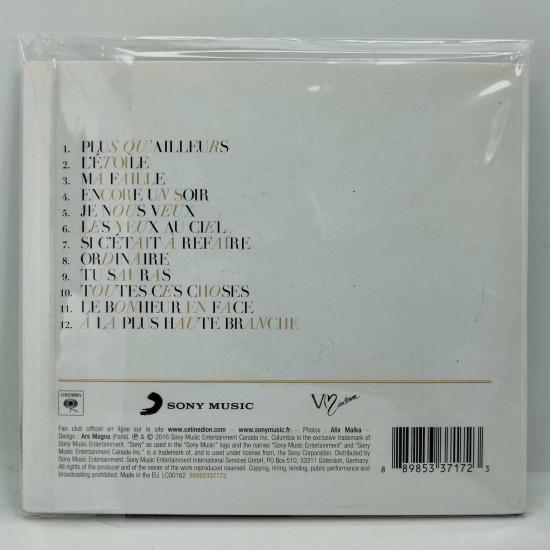 1. PLUS QU'AILLEURS
2. L'ÉTOILE
3. MA FAILLE
4. ENCORE UN SOIR
5. JE NOUS VEUX
6. LES YEUX AU CIEL
7. SI C'ÉTAIT À REFAIRE
8. ORDINAIRE
9. TU SAURAS
10. TOUTES CES CHOSES
11. LE BONHEUR EN FACE
12. À LA PLUS HAUTE BRANCHE
COLUMBIA
SONY MUSIC
Fan club officiel en ligne sur le site www.celinedion.com - www.sonymusic.fr. - Photos : Alix Malka -
Design : Ars Magna (Paris). ℗ & © 2016 Sony Music Entertainment Canada Inc. Columbia is the exclusive trademark of
Sony Music Entertainment. "Sony" as used in the "Sony Music" logo and the names "Sony Music Entertainment" and "Sony
Music Entertainment Canada Inc." is a trademark of, and is used under license from, the Sony Corporation. Distributed by
Sony Music Entertainment. Sony Music Entertainment International Services GmbH, PO Box 510, 33311 Gütersloh, Germany.
All rights of the producer and of the owner of the work reproduced reserved. Copying, hiring, lending, public performance and
broadcasting prohibited. Made in the EU. LC00162. 88985337172
8 89853 37172 3